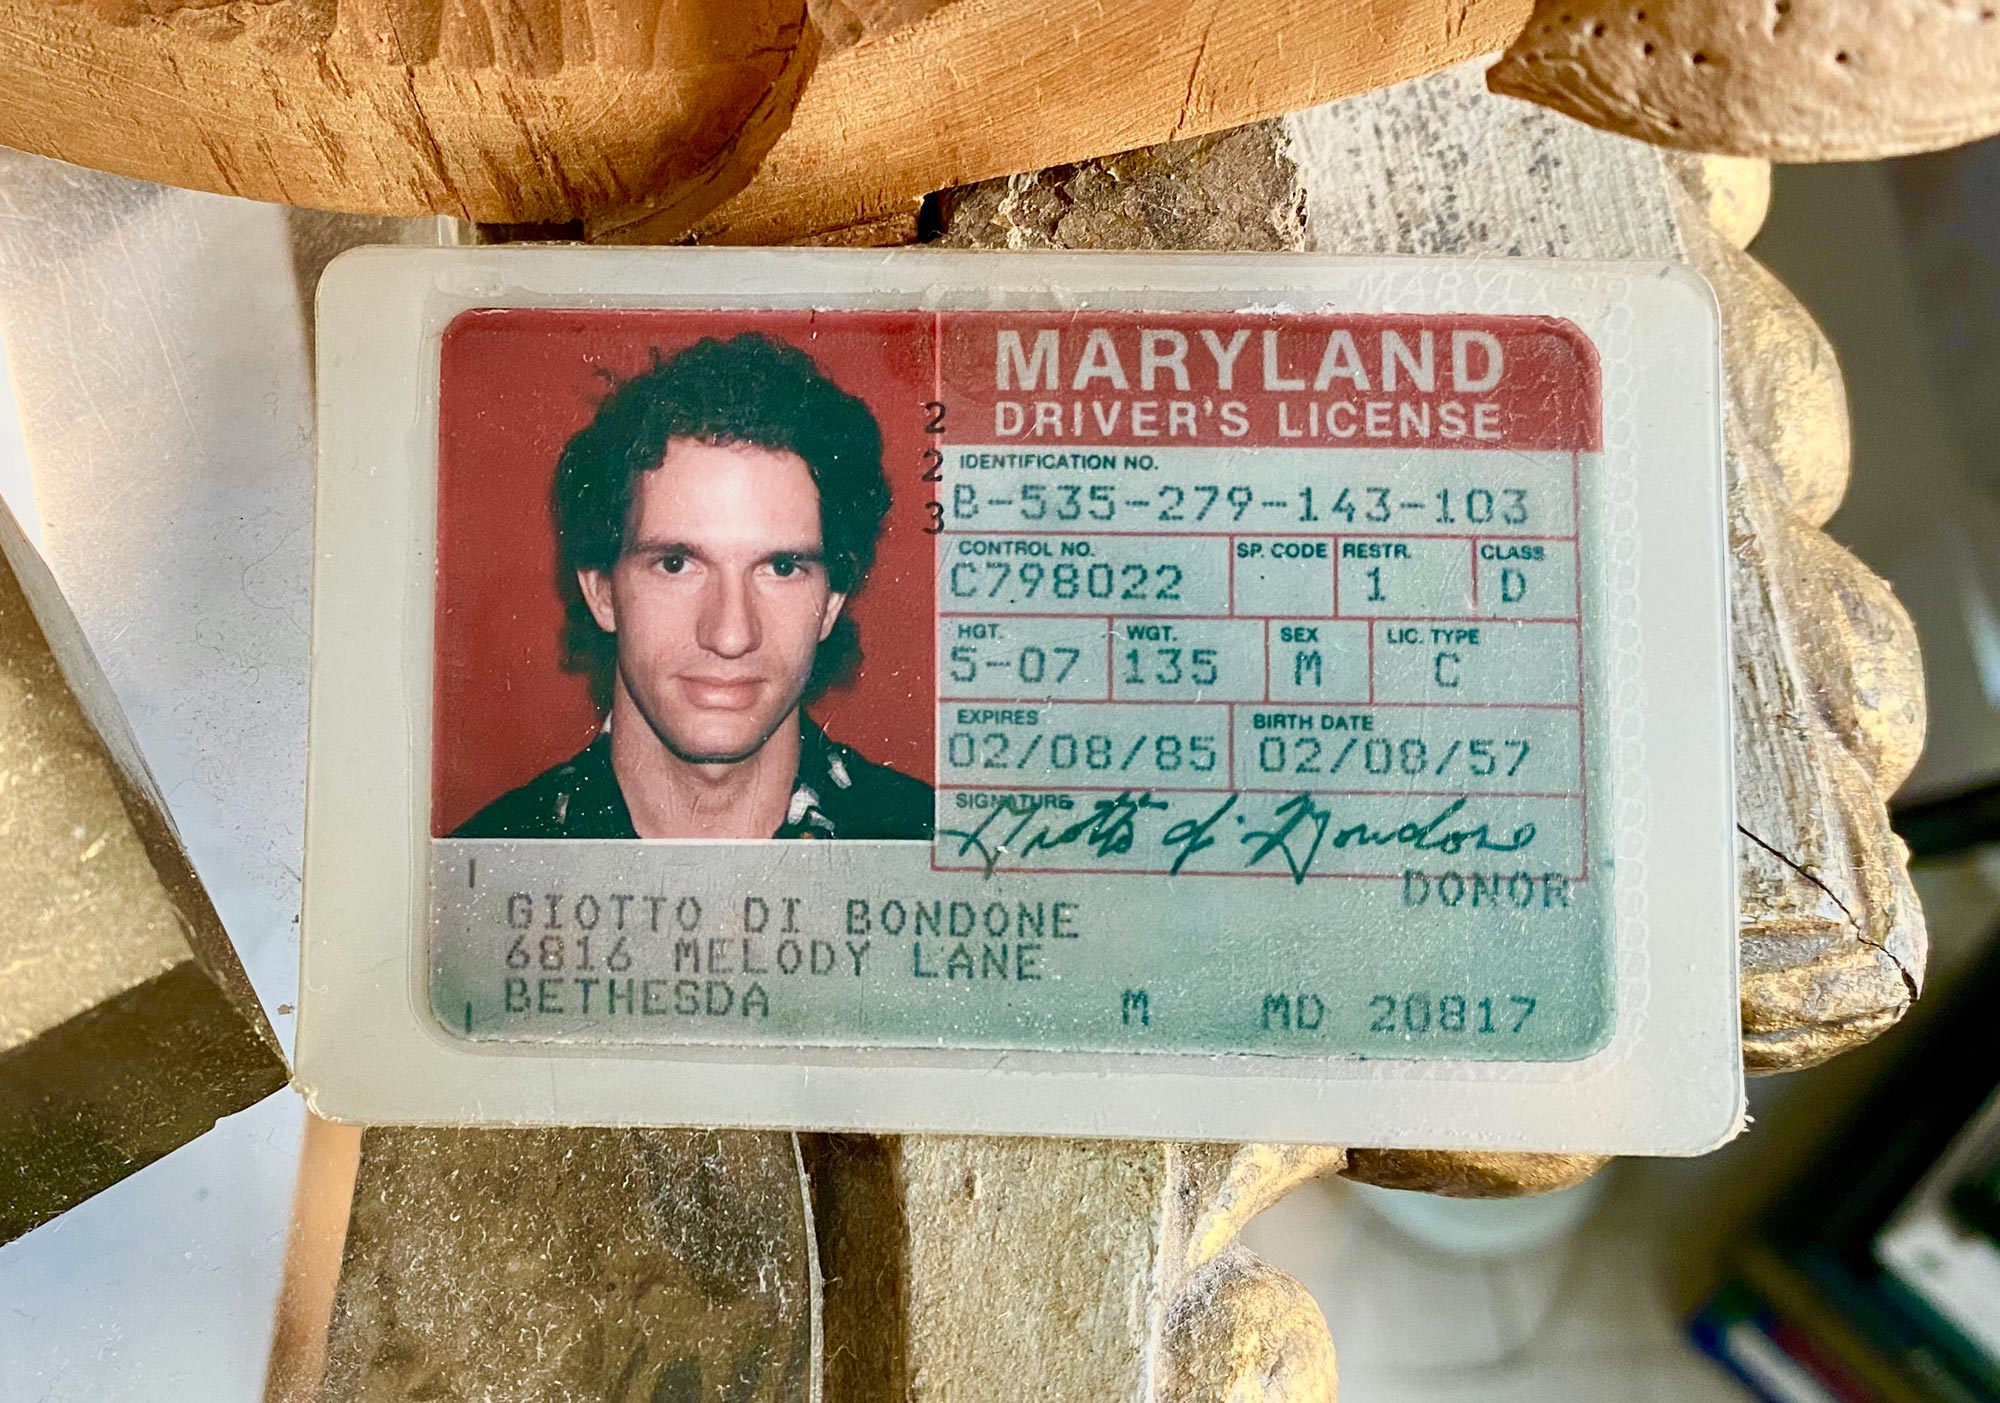 MARYLAND
DRIVER'S LICENSE
2
2
3
IDENTIFICATION NO.
B-535-279-143-103
CONTROL NO. SP. CODE RESTR. CLASS
C798022 1 D
HGT. WGT. SEX LIC. TYPE
5-07 135 M C
EXPIRES BIRTH DATE
02/08/85 02/08/57
SIGNATURE
Giotto di Bondone
DONOR
GIOTTO DI BONDONE
6816 MELODY LANE
BETHESDA M MD 20817